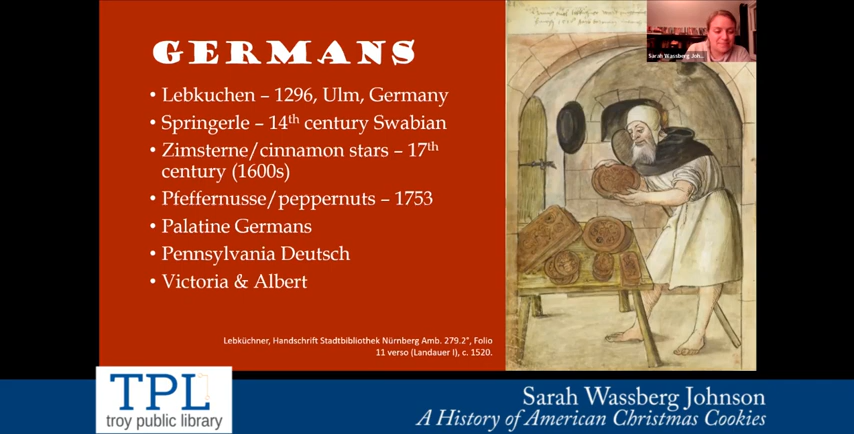 GERMANS
• Lebkuchen – 1296, Ulm, Germany
• Springerle – 14th century Swabian
• Zimsterne/cinnamon stars – 17th
century (1600s)
• Pfeffernusse/peppernuts – 1753
• Palatine Germans
• Pennsylvania Deutsch
• Victoria & Albert
Lebküchner, Handschrift Stadtbibliothek Nürnberg Amb. 279.2°, Folio
11 verso (Landauer I), c. 1520.
Sarah Wassberg Joh...
TPL
troy public library
Sarah Wassberg Johnson
A History of American Christmas Cookies